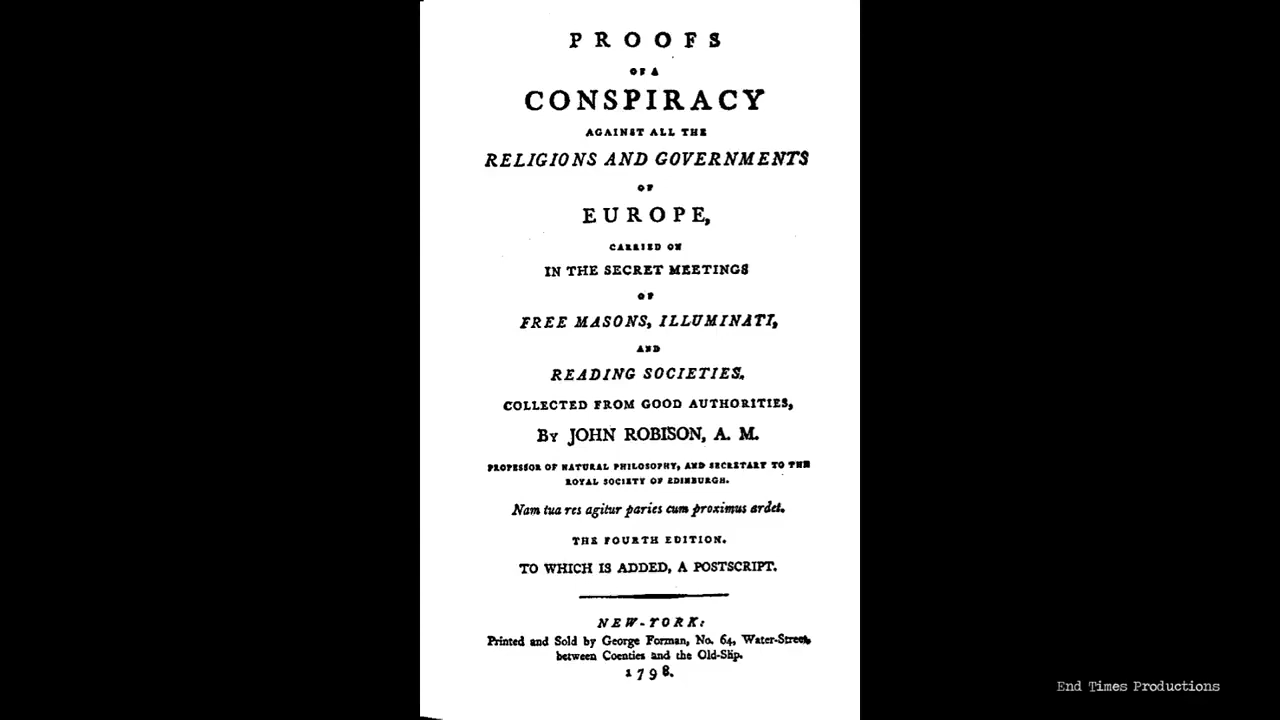 PROOFS
OF A
CONSPIRACY
AGAINST ALL THE
RELIGIONS AND GOVERNMENTS
OF
EUROPE,
CARRIED ON
IN THE SECRET MEETINGS
OF
FREE MASONS, ILLUMINATI,
AND
READING SOCIETIES.
COLLECTED FROM GOOD AUTHORITIES,
By JOHN ROBISON, A. M.
PROFESSOR OF NATURAL PHILOSOPHY, AND SECRETARY TO THE
ROYAL SOCIETY OF EDINBURGH.
Nam tua res agitur paries cum proximus ardet.
THE FOURTH EDITION.
TO WHICH IS ADDED, A POSTSCRIPT.
NEW-YORK:
Printed and Sold by George Forman, No. 64, Water-Street,
between Coenties and the Old-Slip.
1798.
End Times Productions